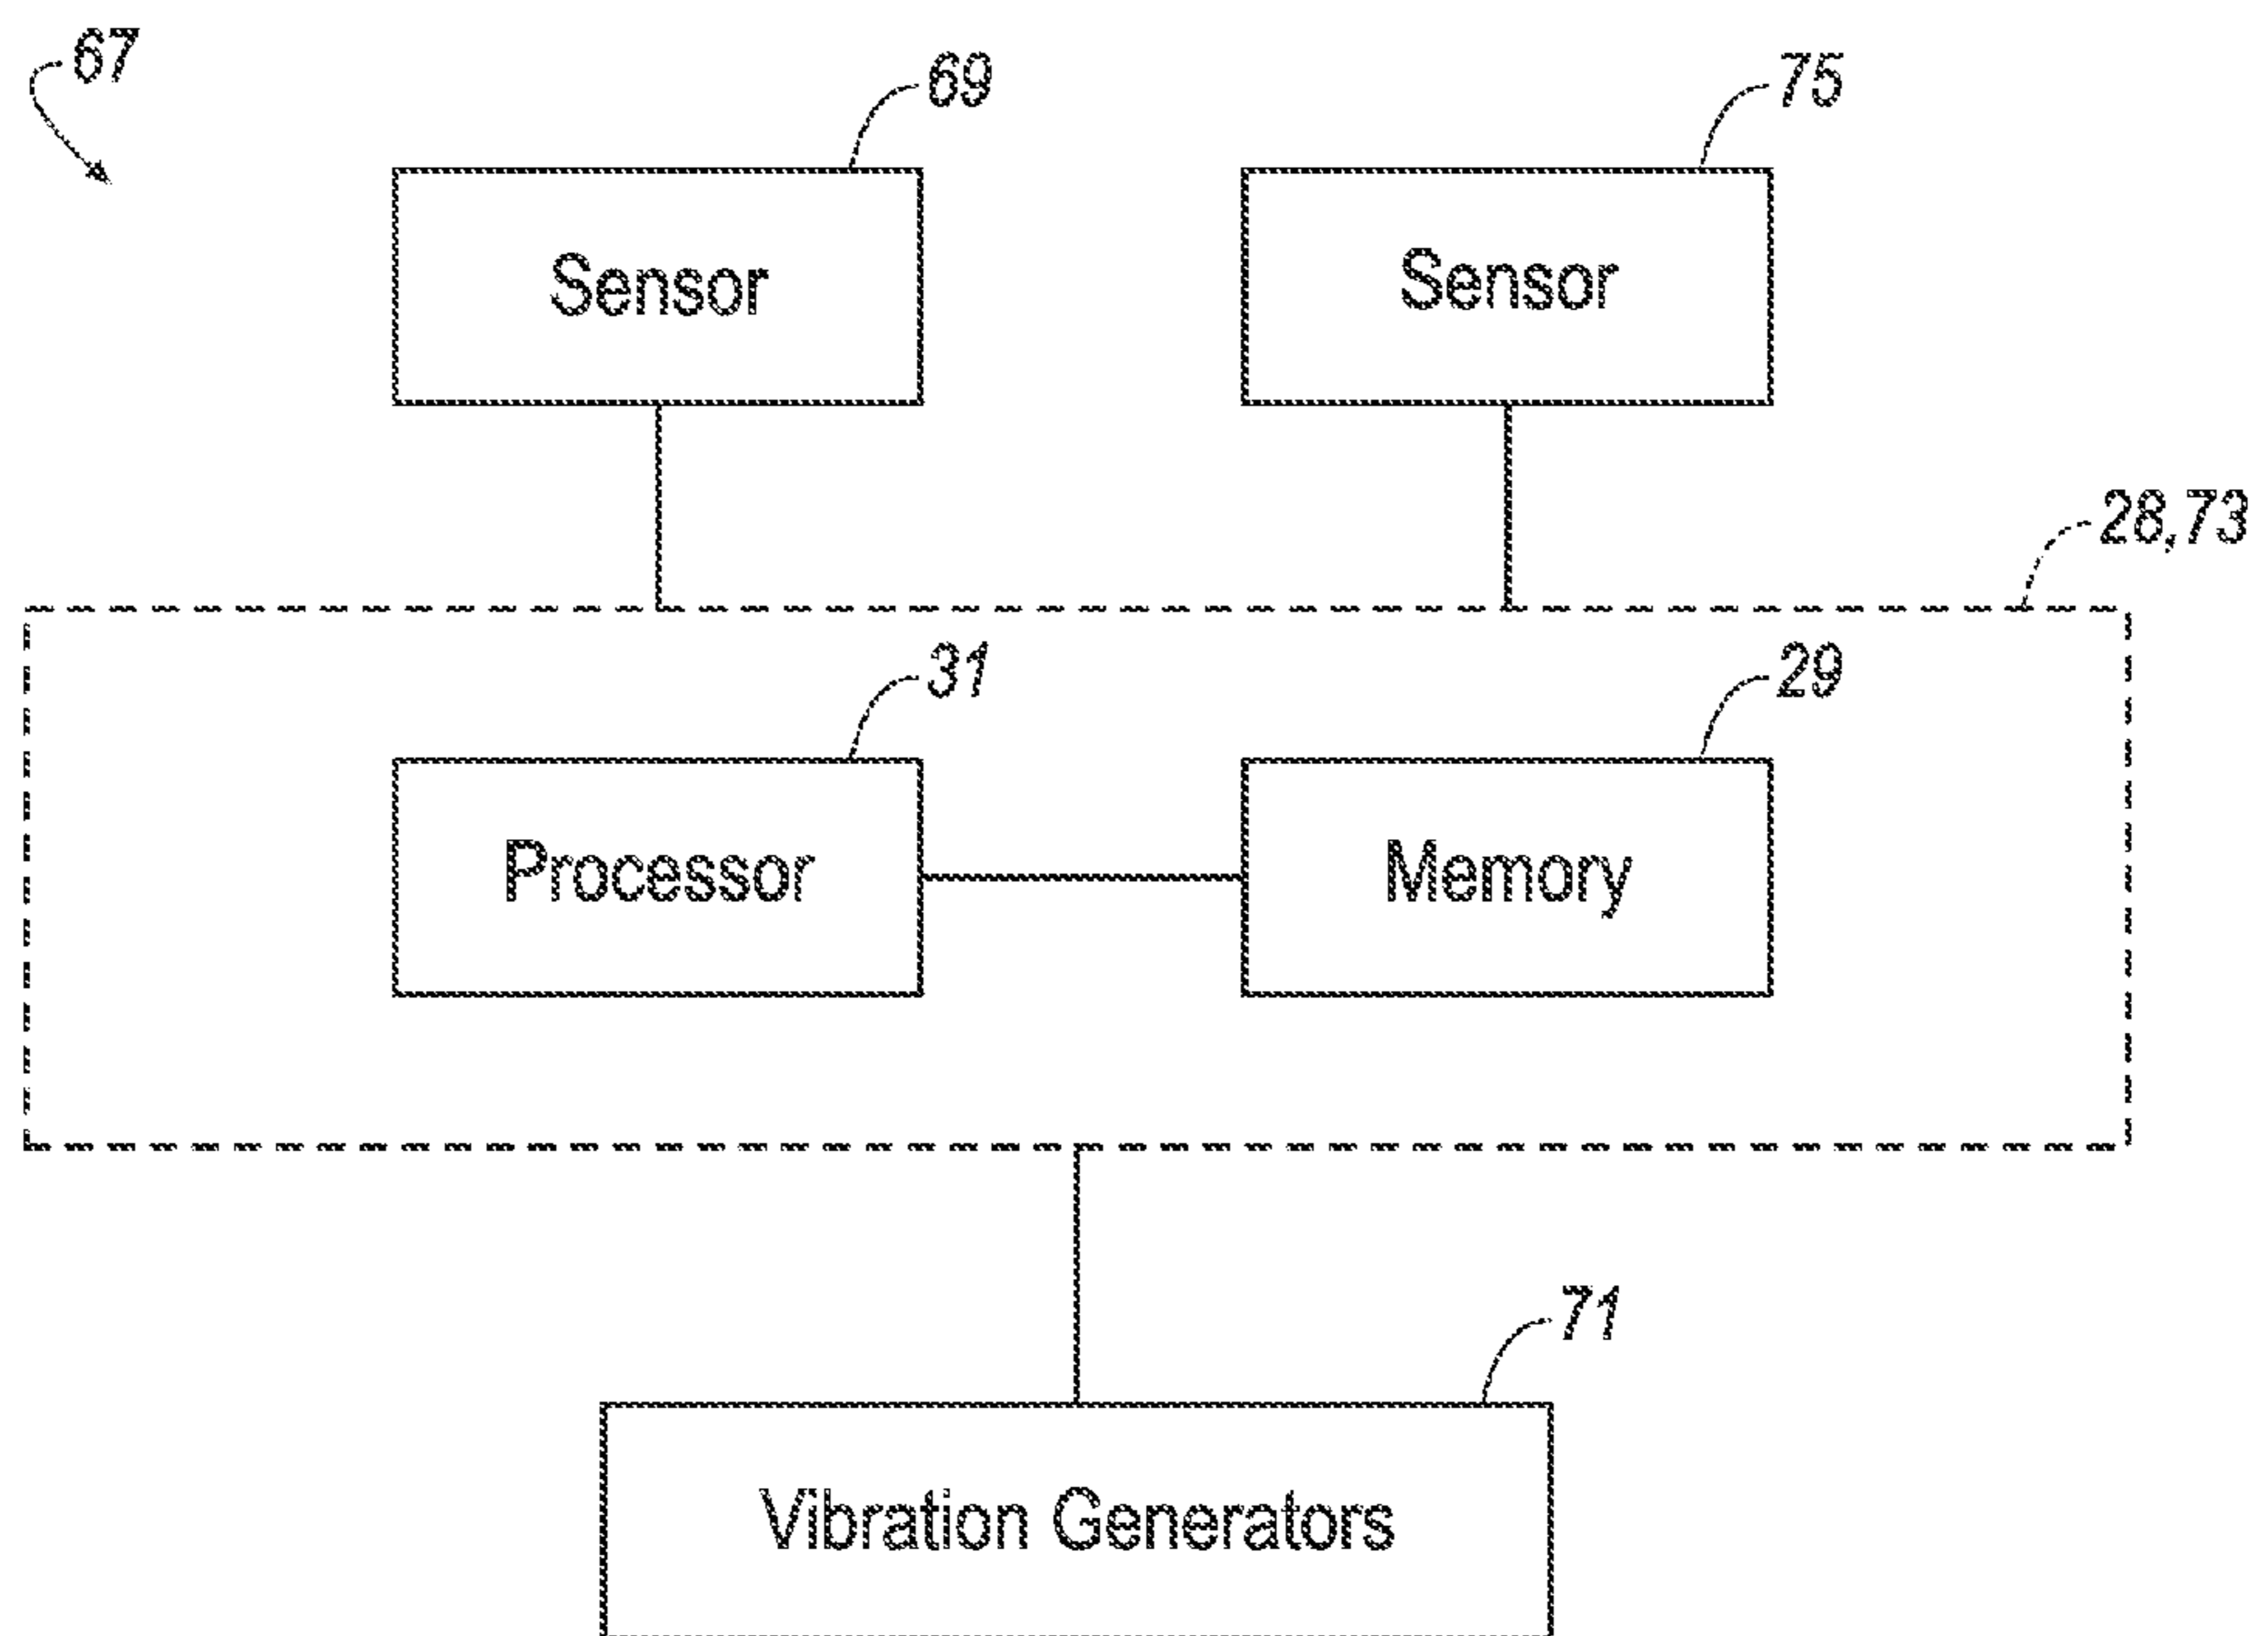 67
69
75
Sensor
Sensor
28,73
31
29
Processor
Memory
71
Vibration Generators